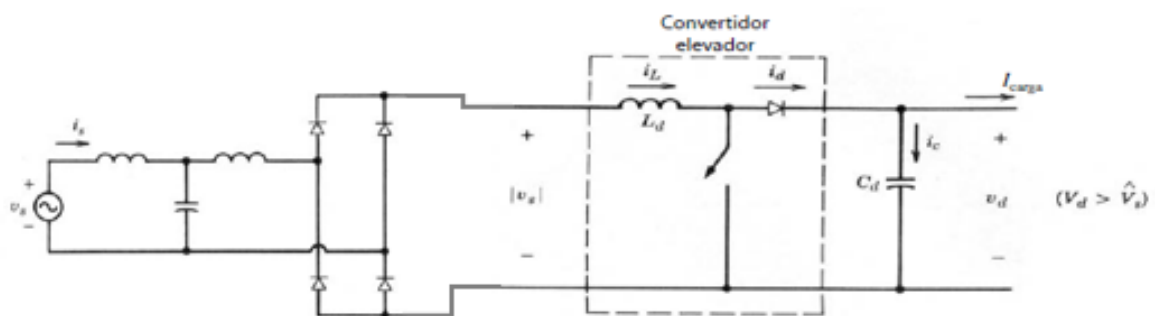 Convertidor
elevador
i_L
i_d
I_carga
i_s
L_d
+
+
i_c
+
v_s
|v_s|
C_d
v_d
(V_d > V̂_s)
−
−
−